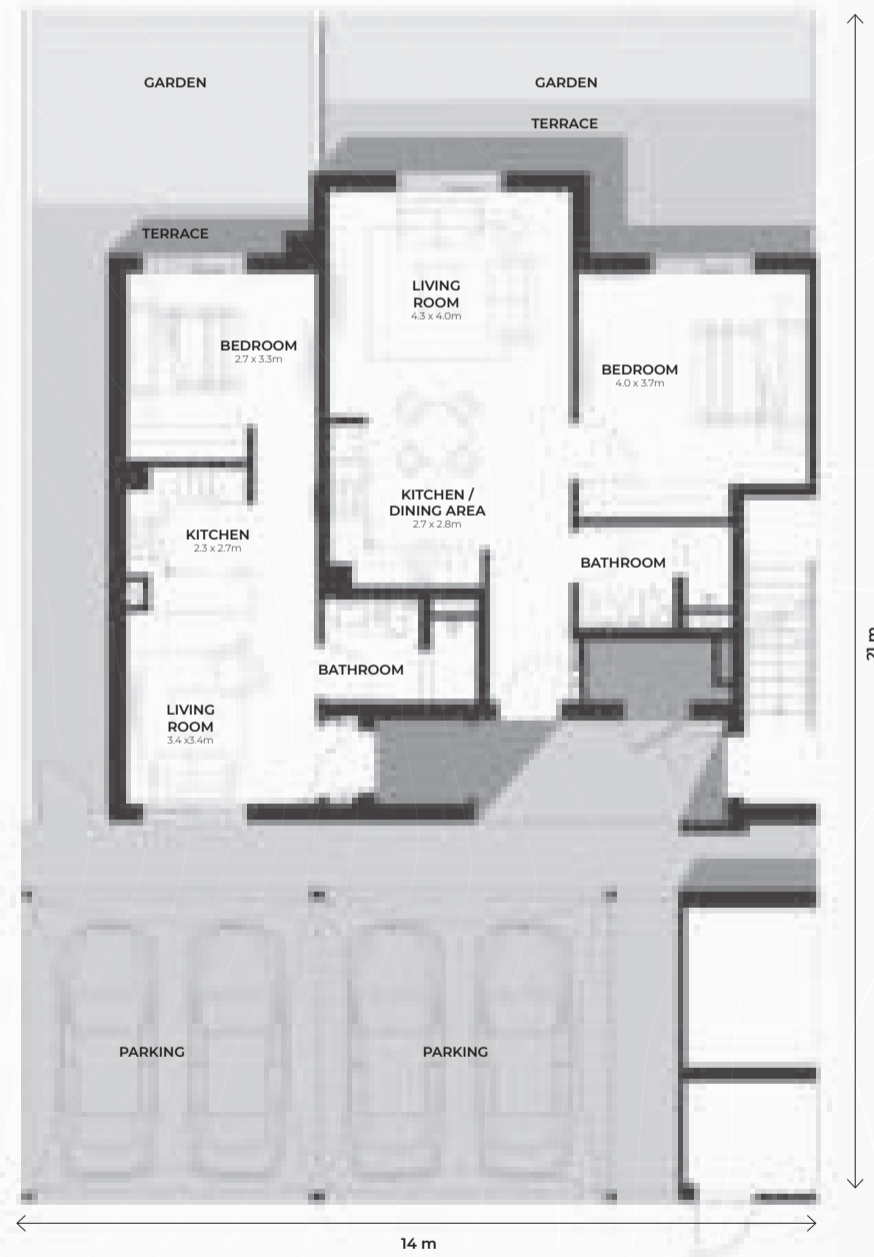 GARDEN
GARDEN
TERRACE
TERRACE
LIVING
ROOM
4.3 x 4.0m
BEDROOM
2.7 x 3.3m
BEDROOM
4.0 x 3.7m
KITCHEN /
DINING AREA
2.7 x 2.8m
KITCHEN
2.3 x 2.7m
BATHROOM
BATHROOM
LIVING
ROOM
3.4 x3.4m
21 m
PARKING
PARKING
14 m